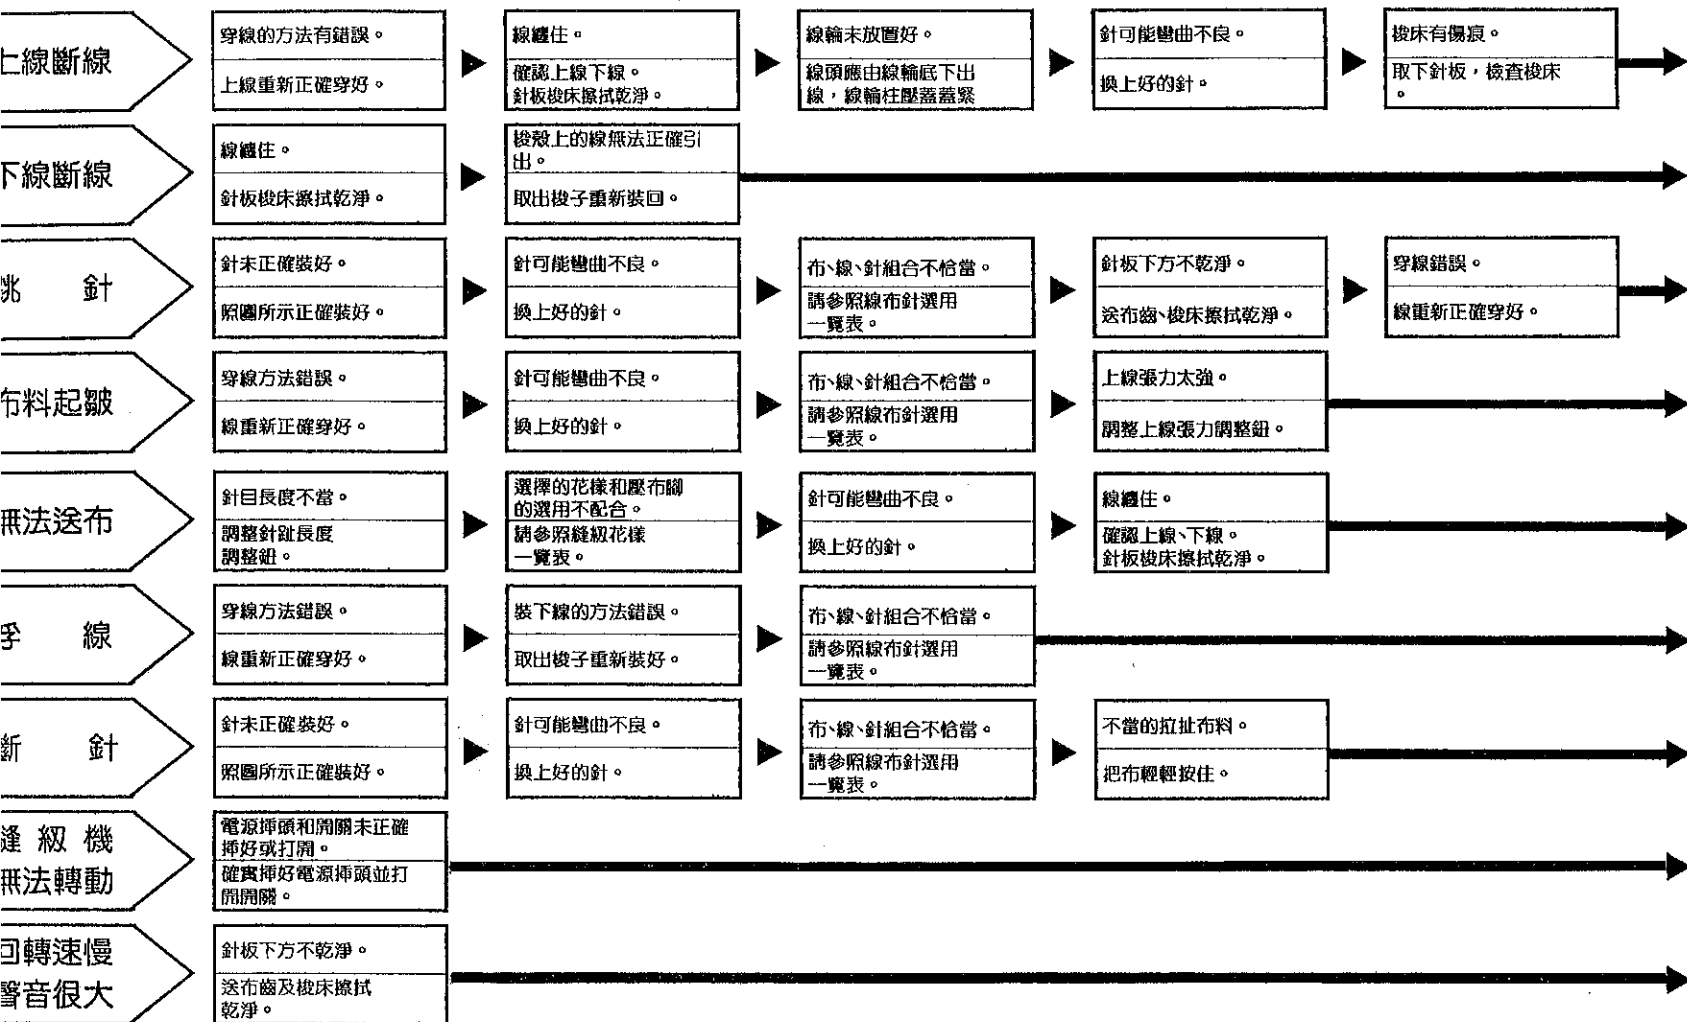 上線斷線
穿線的方法有錯誤。
上線重新正確穿好。
線纏住。
確認上線下線。
針板梭床擦拭乾淨。
線輪未放置好。
線頭應由線輪底下出
線，線輪柱壓蓋蓋緊
針可能彎曲不良。
換上好的針。
梭床有傷痕。
取下針板，檢查梭床
。
下線斷線
線纏住。
針板梭床擦拭乾淨。
梭殼上的線無法正確引
出。
取出梭子重新裝回。
跳 針
針未正確裝好。
照圖所示正確裝好。
針可能彎曲不良。
換上好的針。
布、線、針組合不恰當。
請參照線布針選用
一覽表。
針板下方不乾淨。
送布齒、梭床擦拭乾淨。
穿線錯誤。
線重新正確穿好。
布料起皺
穿線方法錯誤。
線重新正確穿好。
針可能彎曲不良。
換上好的針。
布、線、針組合不恰當。
請參照線布針選用
一覽表。
上線張力太強。
調整上線張力調整鈕。
無法送布
針目長度不當。
調整針趾長度
調整鈕。
選擇的花樣和壓布腳
的選用不配合。
請參照縫紉花樣
一覽表。
針可能彎曲不良。
換上好的針。
線纏住。
確認上線、下線。
針板梭床擦拭乾淨。
浮 線
穿線方法錯誤。
線重新正確穿好。
裝下線的方法錯誤。
取出梭子重新裝好。
布、線、針組合不恰當。
請參照線布針選用
一覽表。
斷 針
針未正確裝好。
照圖所示正確裝好。
針可能彎曲不良。
換上好的針。
布、線、針組合不恰當。
請參照線布針選用
一覽表。
不當的拉扯布料。
把布輕輕按住。
縫紉機
無法轉動
電源插頭和開關未正確
插好或打開。
確實插好電源插頭並打
開開關。
回轉速慢
聲音很大
針板下方不乾淨。
送布齒及梭床擦拭
乾淨。